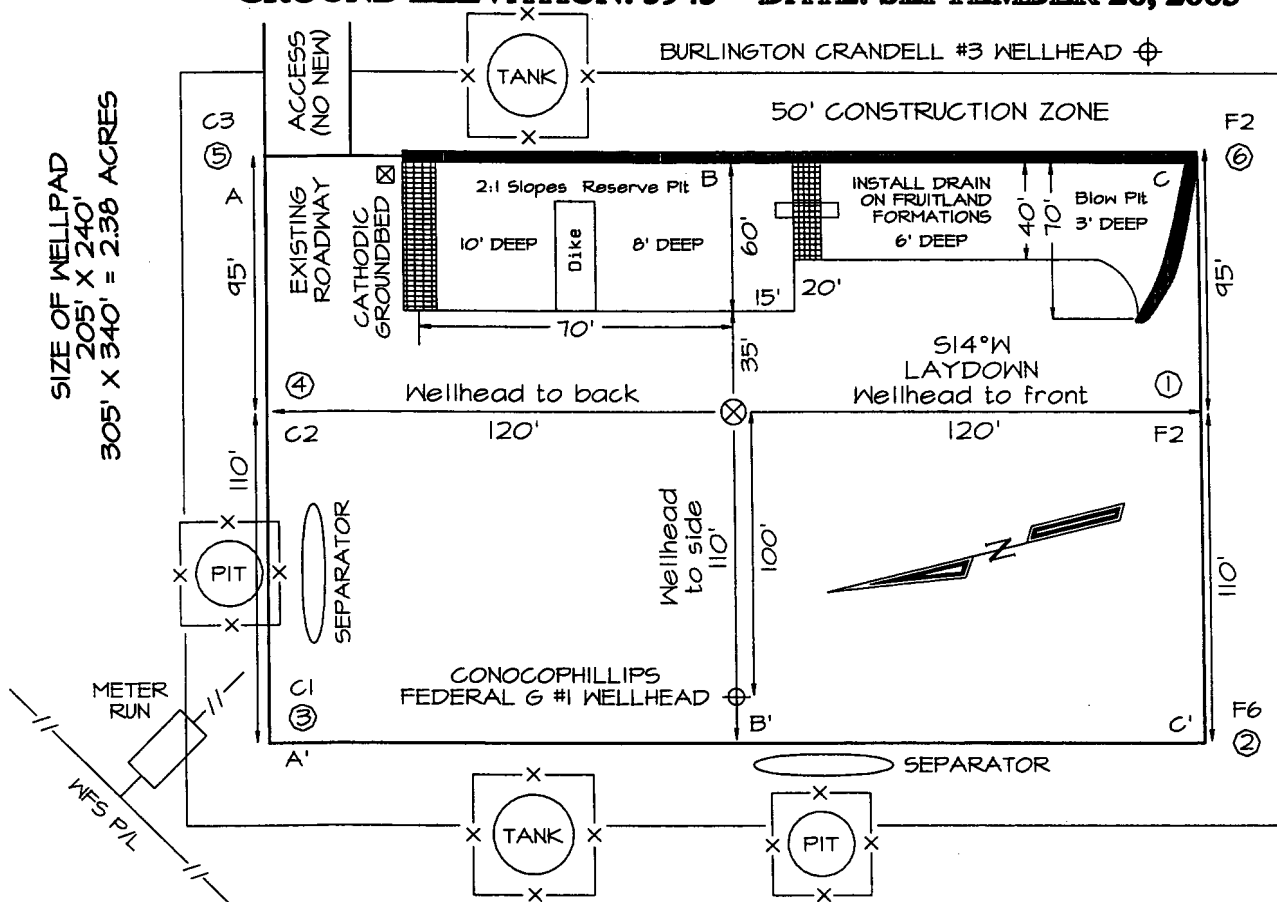 GROUND ELEVATION: DATE: SEPTEMBER
SIZE OF WELLPAD
205' X 240'
305' X 340' = 2.38 ACRES
ACCESS
(NO NEW)
TANK
BURLINGTON CRANDELL #3 WELLHEAD
50' CONSTRUCTION ZONE
C3
5
F2
6
A
B
C
EXISTING
ROADWAY
CATHODIC
GROUNDBED
2:1 Slopes Reserve Pit
10' DEEP
Dike
8' DEEP
60'
15'
20'
INSTALL DRAIN
ON FRUITLAND
FORMATIONS
6' DEEP
40'
70'
Blow Pit
3' DEEP
95'
95'
70'
35'
S14°W
LAYDOWN
4
Wellhead to back
Wellhead to front
1
C2
120'
120'
F2
110'
Wellhead
to side
110'
100'
N
110'
PIT
SEPARATOR
METER
RUN
WFS P/L
C1
3
A'
CONOCOPHILLIPS
FEDERAL G #1 WELLHEAD
B'
C'
F6
2
SEPARATOR
TANK
PIT